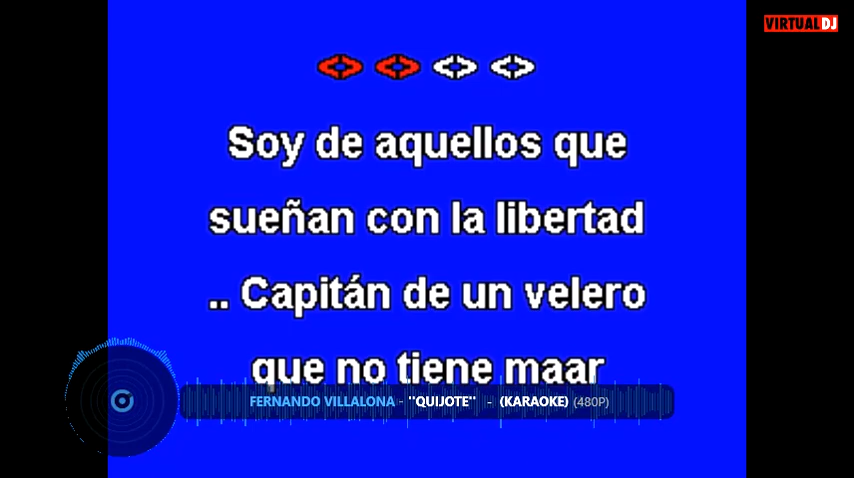 VIRTUALDJ
Soy de aquellos que
sueñan con la libertad
.. Capitán de un velero
que no tiene maar
FERNANDO VILLALONA - "QUIJOTE" - (KARAOKE) (480P)